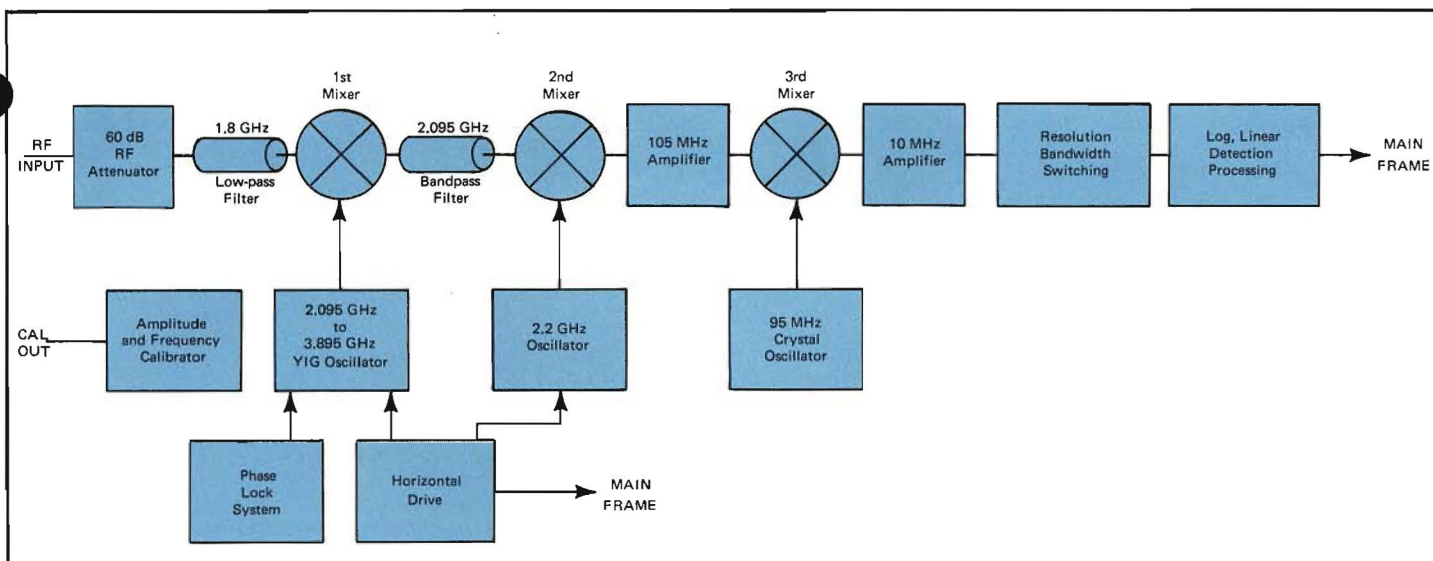 RF
INPUT
60 dB
RF
Attenuator
1.8 GHz
Low-pass
Filter
1st
Mixer
2.095 GHz
Bandpass
Filter
2nd
Mixer
105 MHz
Amplifier
3rd
Mixer
10 MHz
Amplifier
Resolution
Bandwidth
Switching
Log, Linear
Detection
Processing
MAIN
FRAME
CAL
OUT
Amplitude
and Frequency
Calibrator
2.095 GHz
to
3.895 GHz
YIG Oscillator
2.2 GHz
Oscillator
95 MHz
Crystal
Oscillator
Phase
Lock
System
Horizontal
Drive
MAIN
FRAME